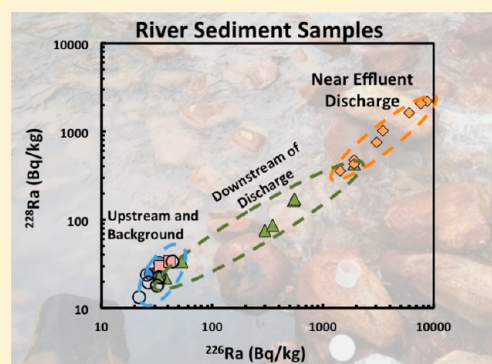 River Sediment Samples
10000
1000
100
10
10
100
1000
10000
²²⁸Ra (Bq/kg)
²²⁶Ra (Bq/kg)
Near Effluent
Discharge
Downstream of
Discharge
Upstream and
Background